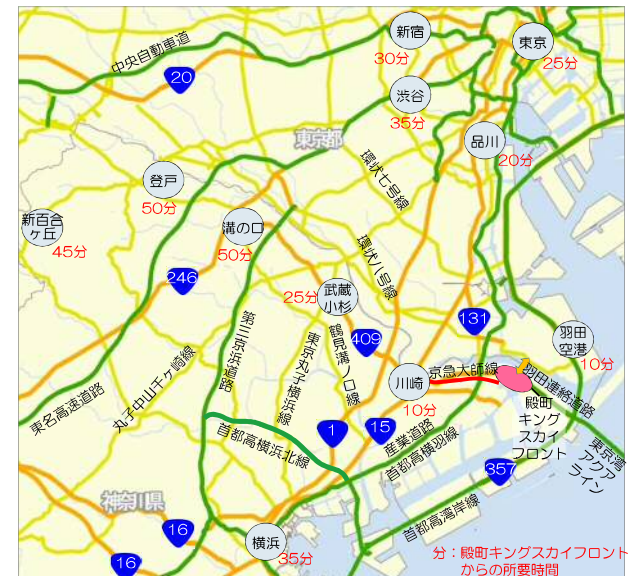 中央自動車道
20
新宿
30分
東京
25分
渋谷
35分
東京都
品川
20分
環状七号線
登戸
50分
新百合
ヶ丘
45分
溝の口
50分
246
環状八号線
武蔵
小杉
25分
131
409
羽田
空港
10分
第三京浜道路
東京丸子横浜線
鶴見溝ノ口線
丸子中山千ケ崎線
東名高速道路
川崎
10分
京急大師線
羽田連絡道路
殿町
キング
スカイ
フロント
東京湾
アクア
ライン
1
15
産業道路
首都高横羽線
首都高横浜北線
357
首都高湾岸線
神奈川県
16
16
横浜
35分
分：殿町キングスカイフロント
からの所要時間